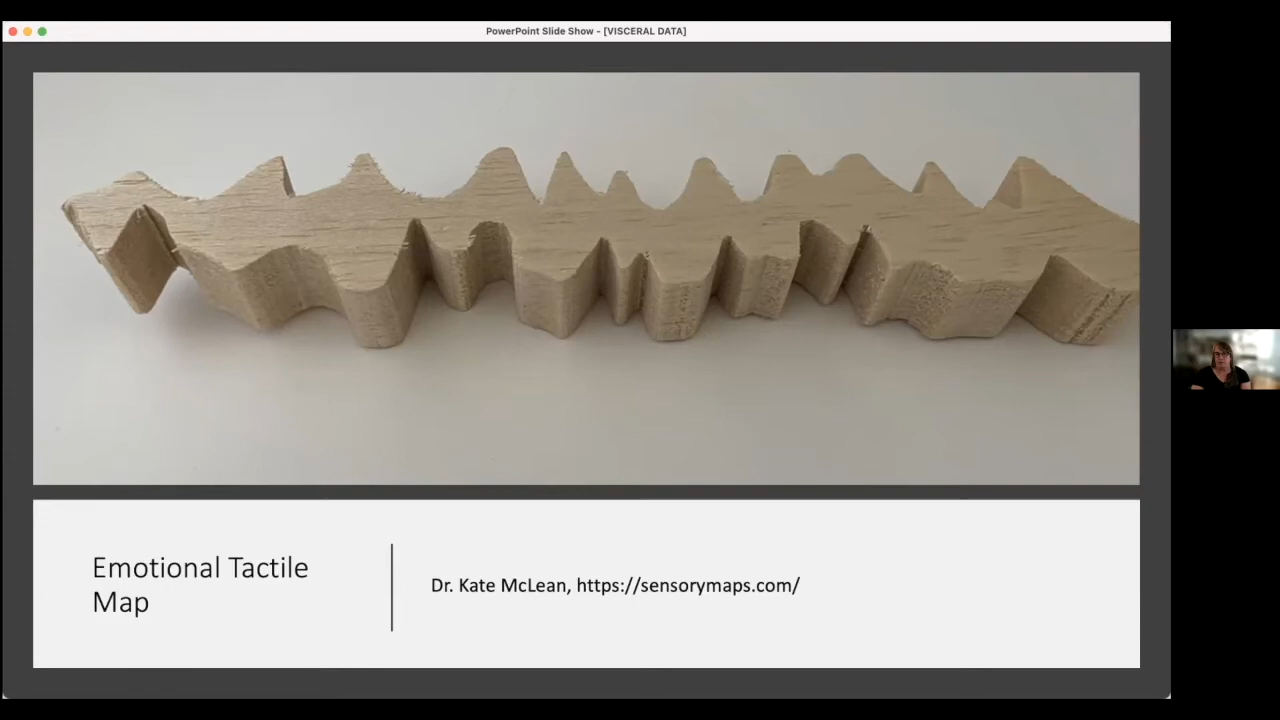 PowerPoint Slide Show - [VISCERAL DATA]
Emotional Tactile
Map
Dr. Kate McLean, https://sensorymaps.com/